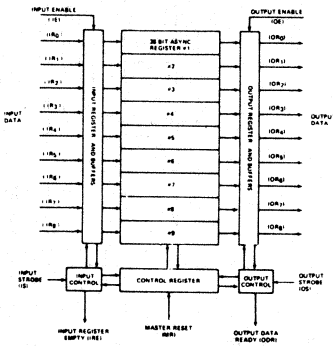 INPUT ENABLE
(IE)
OUTPUT ENABLE
(OE)
INPUT DATA
(IR0)
(IR1)
(IR2)
(IR3)
(IR4)
(IR5)
(IR6)
(IR7)
(IR8)
INPUT REGISTER AND BUFFERS
38 BIT ASYNC
REGISTER #1
#2
#3
#4
#5
#6
#7
#8
#9
OUTPUT REGISTER AND BUFFERS
(OR0)
(OR1)
(OR2)
(OR3)
(OR4)
(OR5)
(OR6)
(OR7)
(OR8)
OUTPUT DATA
INPUT STROBE
(IS)
INPUT CONTROL
CONTROL REGISTER
OUTPUT CONTROL
OUTPUT STROBE
(OS)
INPUT REGISTER
EMPTY (IRE)
MASTER RESET
(MR)
OUTPUT DATA
READY (ODR)